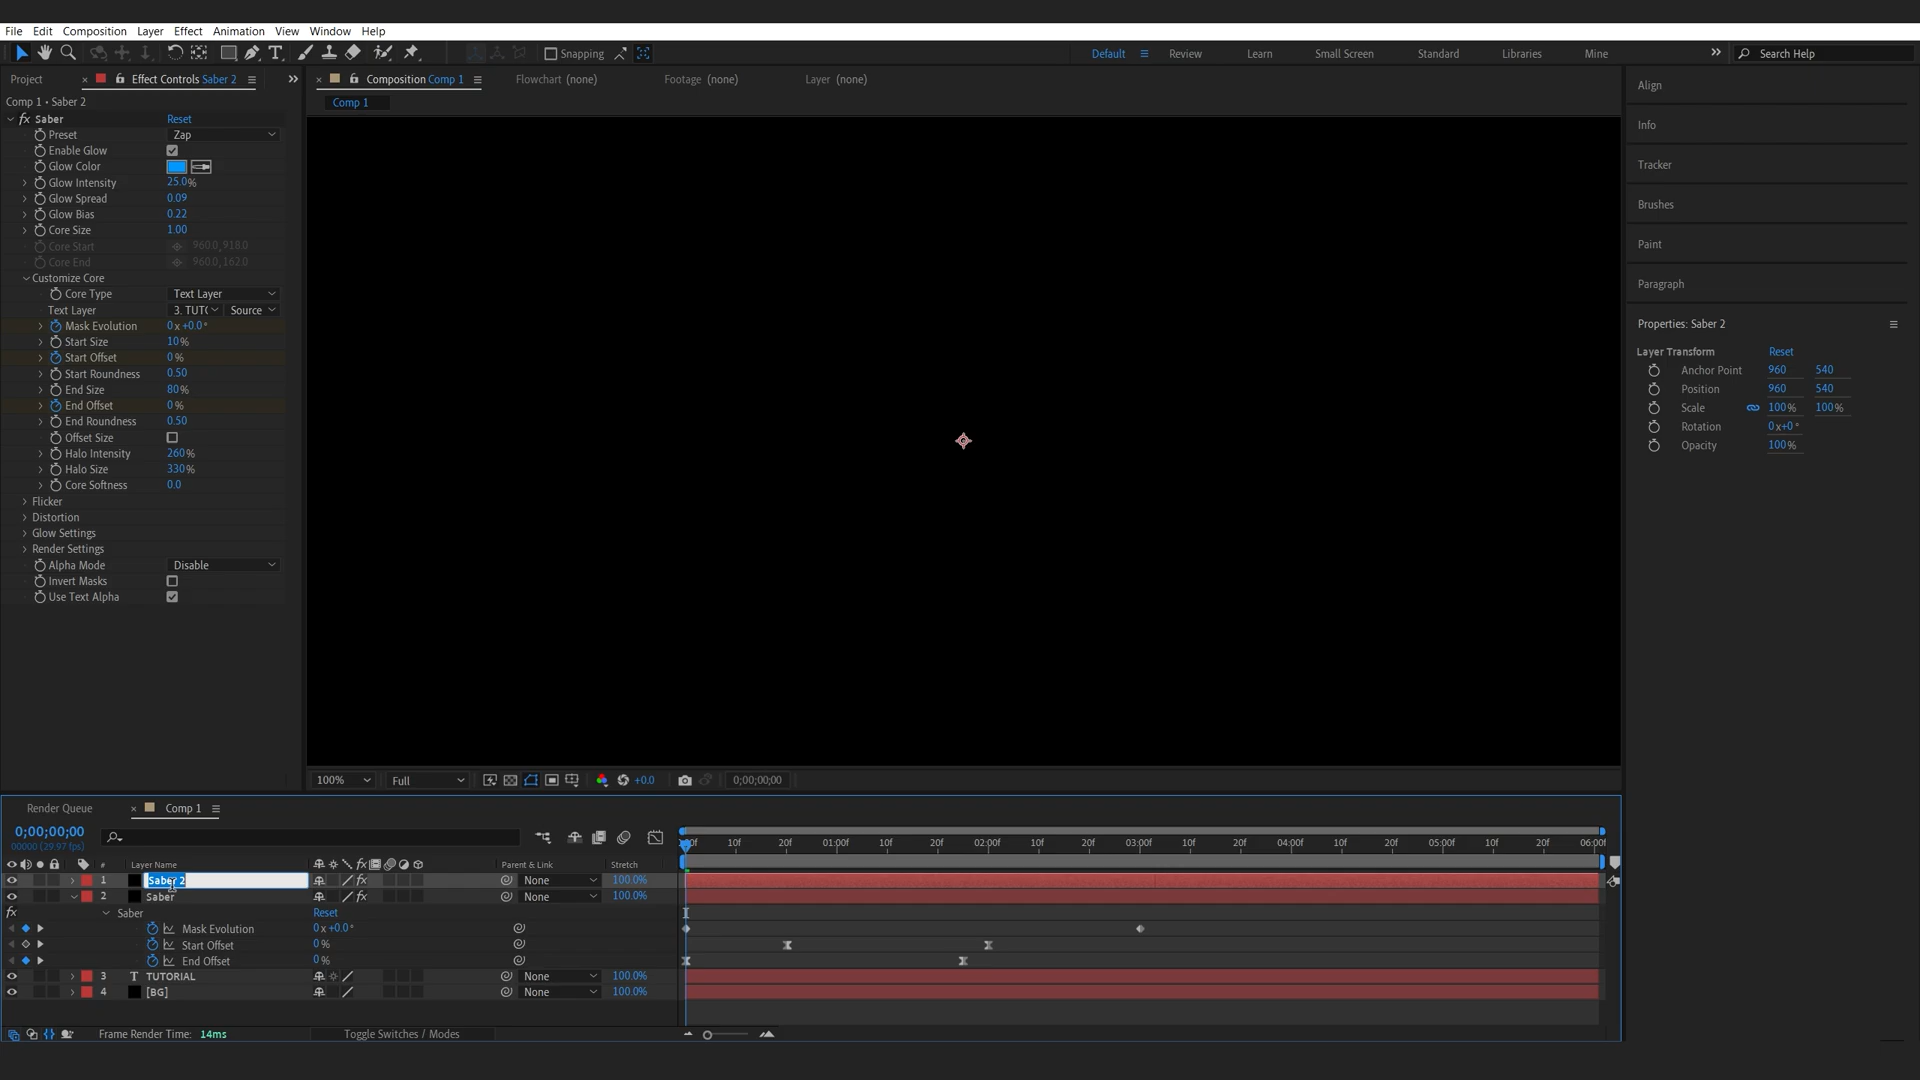 File Edit Composition Layer Effect Animation View Window Help
Snapping
Default Review Learn Small Screen Standard Libraries Mine Search Help
Project Effect Controls Saber 2
Composition Comp 1 Flowchart (none) Footage (none) Layer (none)
Comp 1 • Saber 2
Comp 1
fx Saber Reset
Preset Zap
Enable Glow
Glow Color
Glow Intensity 25.0%
Glow Spread 0.09
Glow Bias 0.22
Core Size 1.00
Core Start 960.0,918.0
Core End 960.0,162.0
Customize Core
Core Type Text Layer
Text Layer 3. TUT Source
Mask Evolution 0x+0.0°
Start Size 10%
Start Offset 0%
Start Roundness 0.50
End Size 80%
End Offset 0%
End Roundness 0.50
Offset Size
Halo Intensity 260%
Halo Size 330%
Core Softness 0.0
Flicker
Distortion
Glow Settings
Render Settings
Alpha Mode Disable
Invert Masks
Use Text Alpha
Align
Info
Tracker
Brushes
Paint
Paragraph
Properties: Saber 2
Layer Transform Reset
Anchor Point 960 540
Position 960 540
Scale 100% 100%
Rotation 0x+0°
Opacity 100%
100% Full +0.0 0;00;00;00
Render Queue Comp 1
0;00;00;00
00000 (29.97 fps)
10f 20f 01:00f 10f 20f 02:00f 10f 20f 03:00f 10f 20f 04:00f 10f 20f 05:00f 10f 20f 06:00f
# Layer Name fx Parent & Link Stretch
1 Saber 2 fx None 100.0%
2 Saber fx None 100.0%
fx Saber Reset
Mask Evolution 0x+0.0°
Start Offset 0%
End Offset 0%
3 T TUTORIAL None 100.0%
4 [BG] None 100.0%
Frame Render Time: 14ms Toggle Switches / Modes